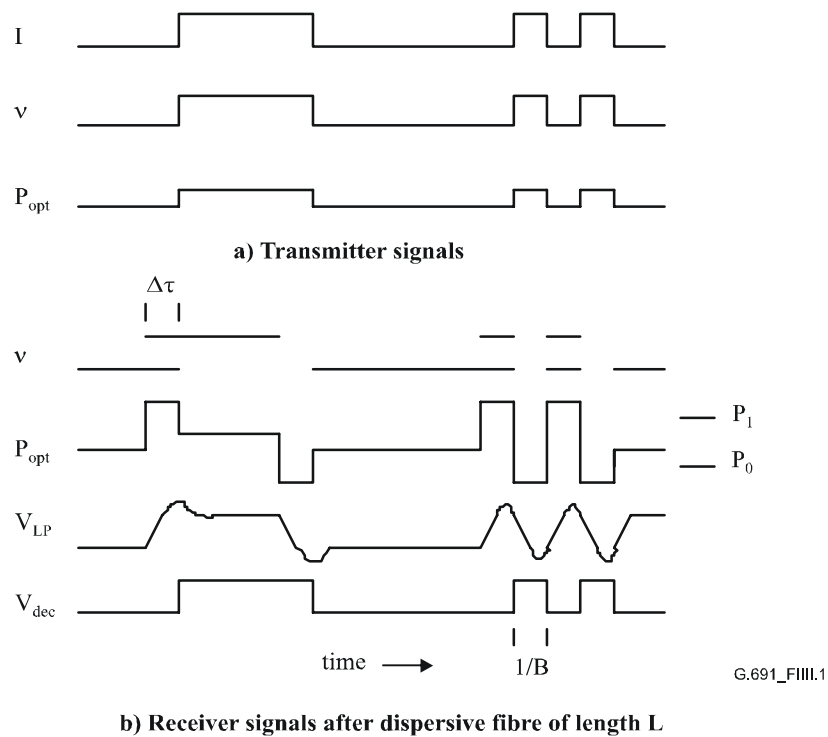 I
ν
P_opt
a) Transmitter signals
Δτ
ν
P_opt
P_1
P_0
V_LP
V_dec
time
1/B
G.691_FIIII.1
b) Receiver signals after dispersive fibre of length L